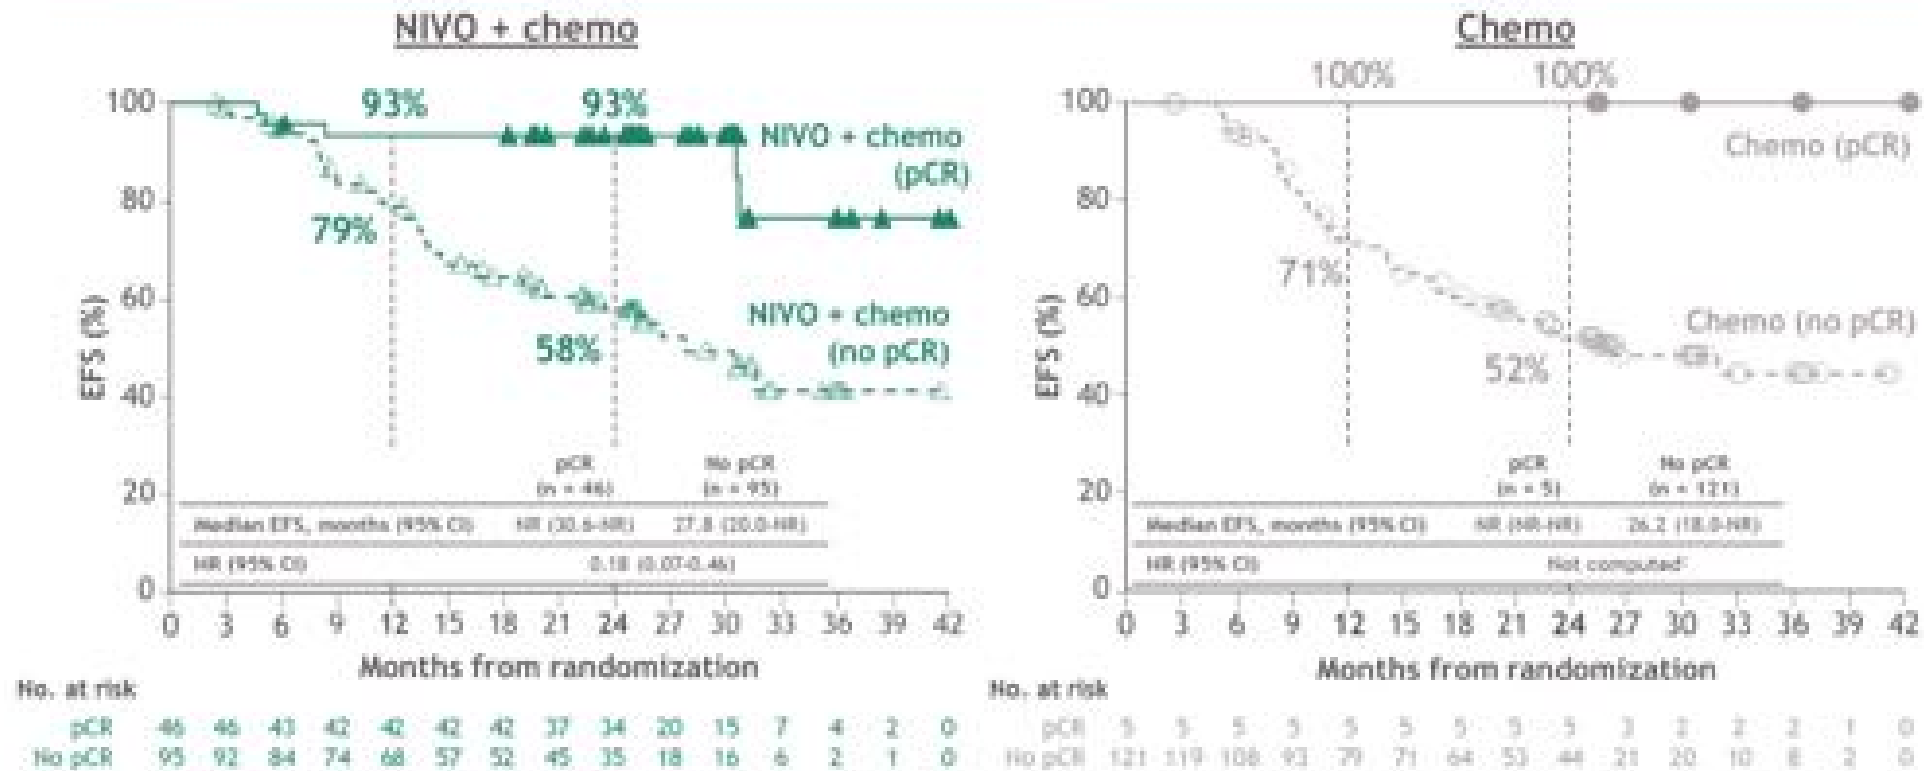 NIVO + chemo
100
93%
93%
NIVO + chemo
(pCR)
80
79%
60
NIVO + chemo
(no pCR)
58%
EFS (%)
40
pCR
(n = 46)
No pCR
(n = 95)
20
Median EFS, months (95% CI) NR (30.6-NR) 27.8 (20.0-NR)
HR (95% CI) 0.18 (0.07-0.46)
0
0 3 6 9 12 15 18 21 24 27 30 33 36 39 42
Months from randomization
No. at risk
pCR 46 46 43 42 42 42 42 37 34 20 15 7 4 2 0
No pCR 95 92 84 74 68 57 52 45 35 18 16 6 2 1 0
Chemo
100% 100%
100
Chemo (pCR)
80
71%
60
Chemo (no pCR)
52%
EFS (%)
40
pCR
(n = 5)
No pCR
(n = 121)
20
Median EFS, months (95% CI) NR (NR-NR) 26.2 (18.0-NR)
HR (95% CI) Not computed
0
0 3 6 9 12 15 18 21 24 27 30 33 36 39 42
Months from randomization
No. at risk
pCR 5 5 5 5 5 5 5 5 5 3 2 2 2 1 0
No pCR 121 119 108 93 79 71 64 53 44 21 20 10 8 2 0